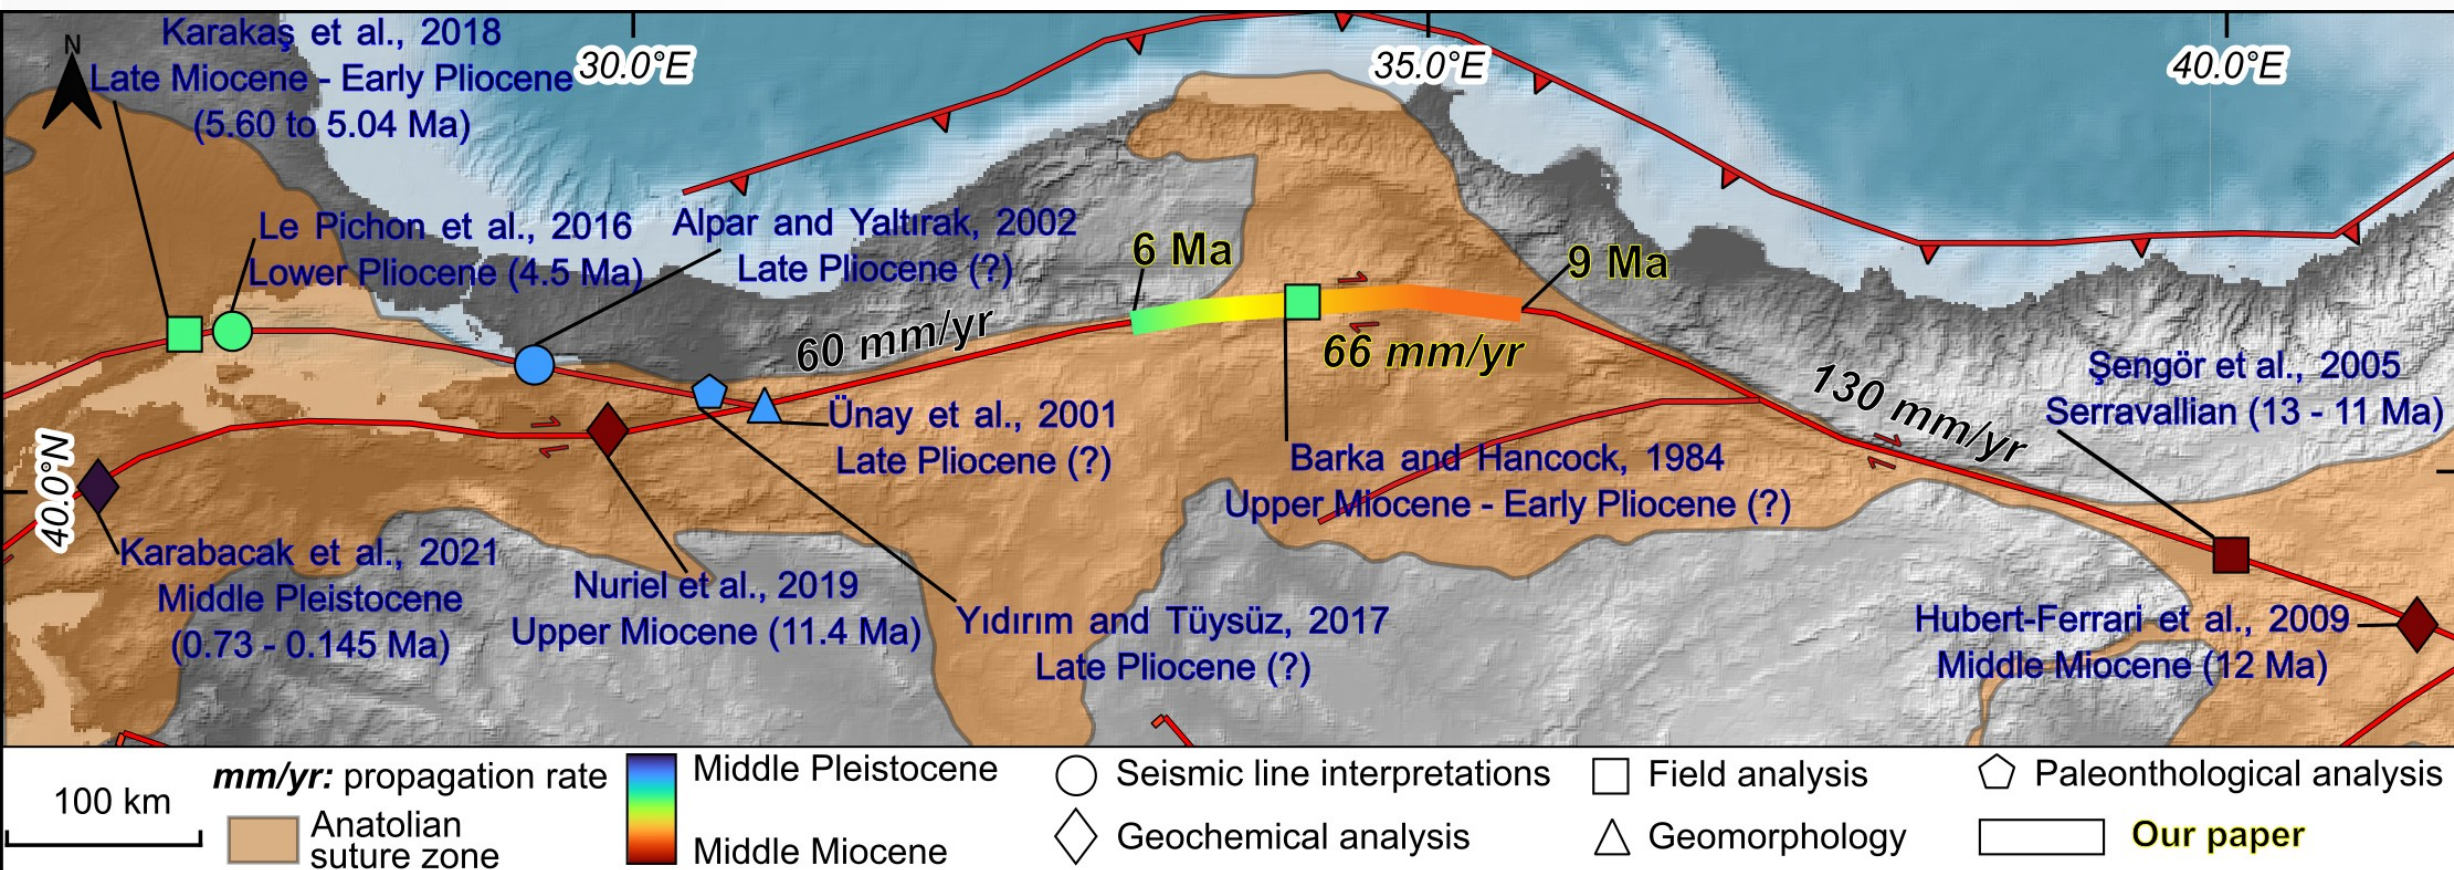 N
Karakaş et al., 2018
Late Miocene - Early Pliocene
(5.60 to 5.04 Ma)
30.0°E
35.0°E
40.0°E
Le Pichon et al., 2016
Lower Pliocene (4.5 Ma)
Alpar and Yaltırak, 2002
Late Pliocene (?)
6 Ma
9 Ma
60 mm/yr
66 mm/yr
130 mm/yr
Şengör et al., 2005
Serravallian (13 - 11 Ma)
Ünay et al., 2001
Late Pliocene (?)
Barka and Hancock, 1984
Upper Miocene - Early Pliocene (?)
40.0°N
Karabacak et al., 2021
Middle Pleistocene
(0.73 - 0.145 Ma)
Nuriel et al., 2019
Upper Miocene (11.4 Ma)
Yıdırım and Tüysüz, 2017
Late Pliocene (?)
Hubert-Ferrari et al., 2009
Middle Miocene (12 Ma)
100 km
mm/yr: propagation rate
Anatolian
suture zone
Middle Pleistocene
Middle Miocene
Seismic line interpretations
Geochemical analysis
Field analysis
Geomorphology
Paleonthological analysis
Our paper